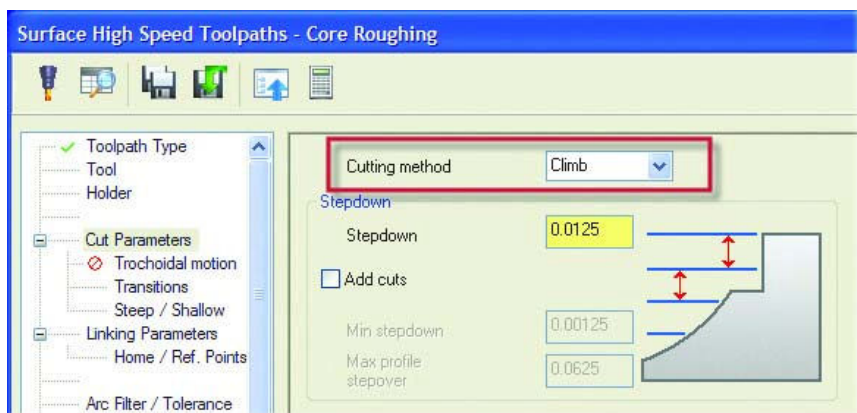 Surface High Speed Toolpaths - Core Roughing
Toolpath Type
Tool
Holder
Cut Parameters
Trochoidal motion
Transitions
Steep / Shallow
Linking Parameters
Home / Ref. Points
Arc Filter / Tolerance
Cutting method Climb
Stepdown
Stepdown 0.0125
Add cuts
Min stepdown 0.00125
Max profile
stepover 0.0625